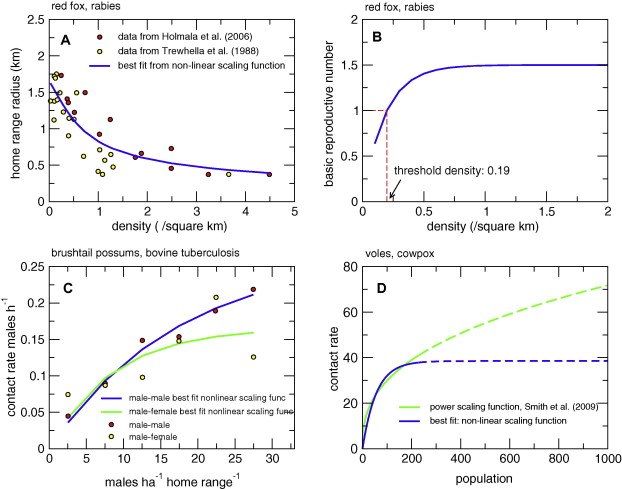 red fox, rabies
A
data from Holmala et al. (2006)
data from Trewhella et al. (1988)
best fit from non-linear scaling function
home range radius (km)
2.5
2
1.5
1
0.5
0
0 1 2 3 4 5
density ( /square km)
red fox, rabies
B
basic reproductive number
2
1.5
1
0.5
0
threshold density: 0.19
0 0.5 1 1.5 2
density (/square km)
brushtail possums, bovine tuberculosis
C
contact rate males h-1
0.25
0.2
0.15
0.1
0.05
0
male-male best fit nonlinear scaling func
male-female best fit nonlinear scaling func
male-male
male-female
0 5 10 15 20 25 30
males ha-1 home range-1
voles, cowpox
D
contact rate
80
60
40
20
0
power scaling function, Smith et al. (2009)
best fit: non-linear scaling function
0 200 400 600 800 1000
population